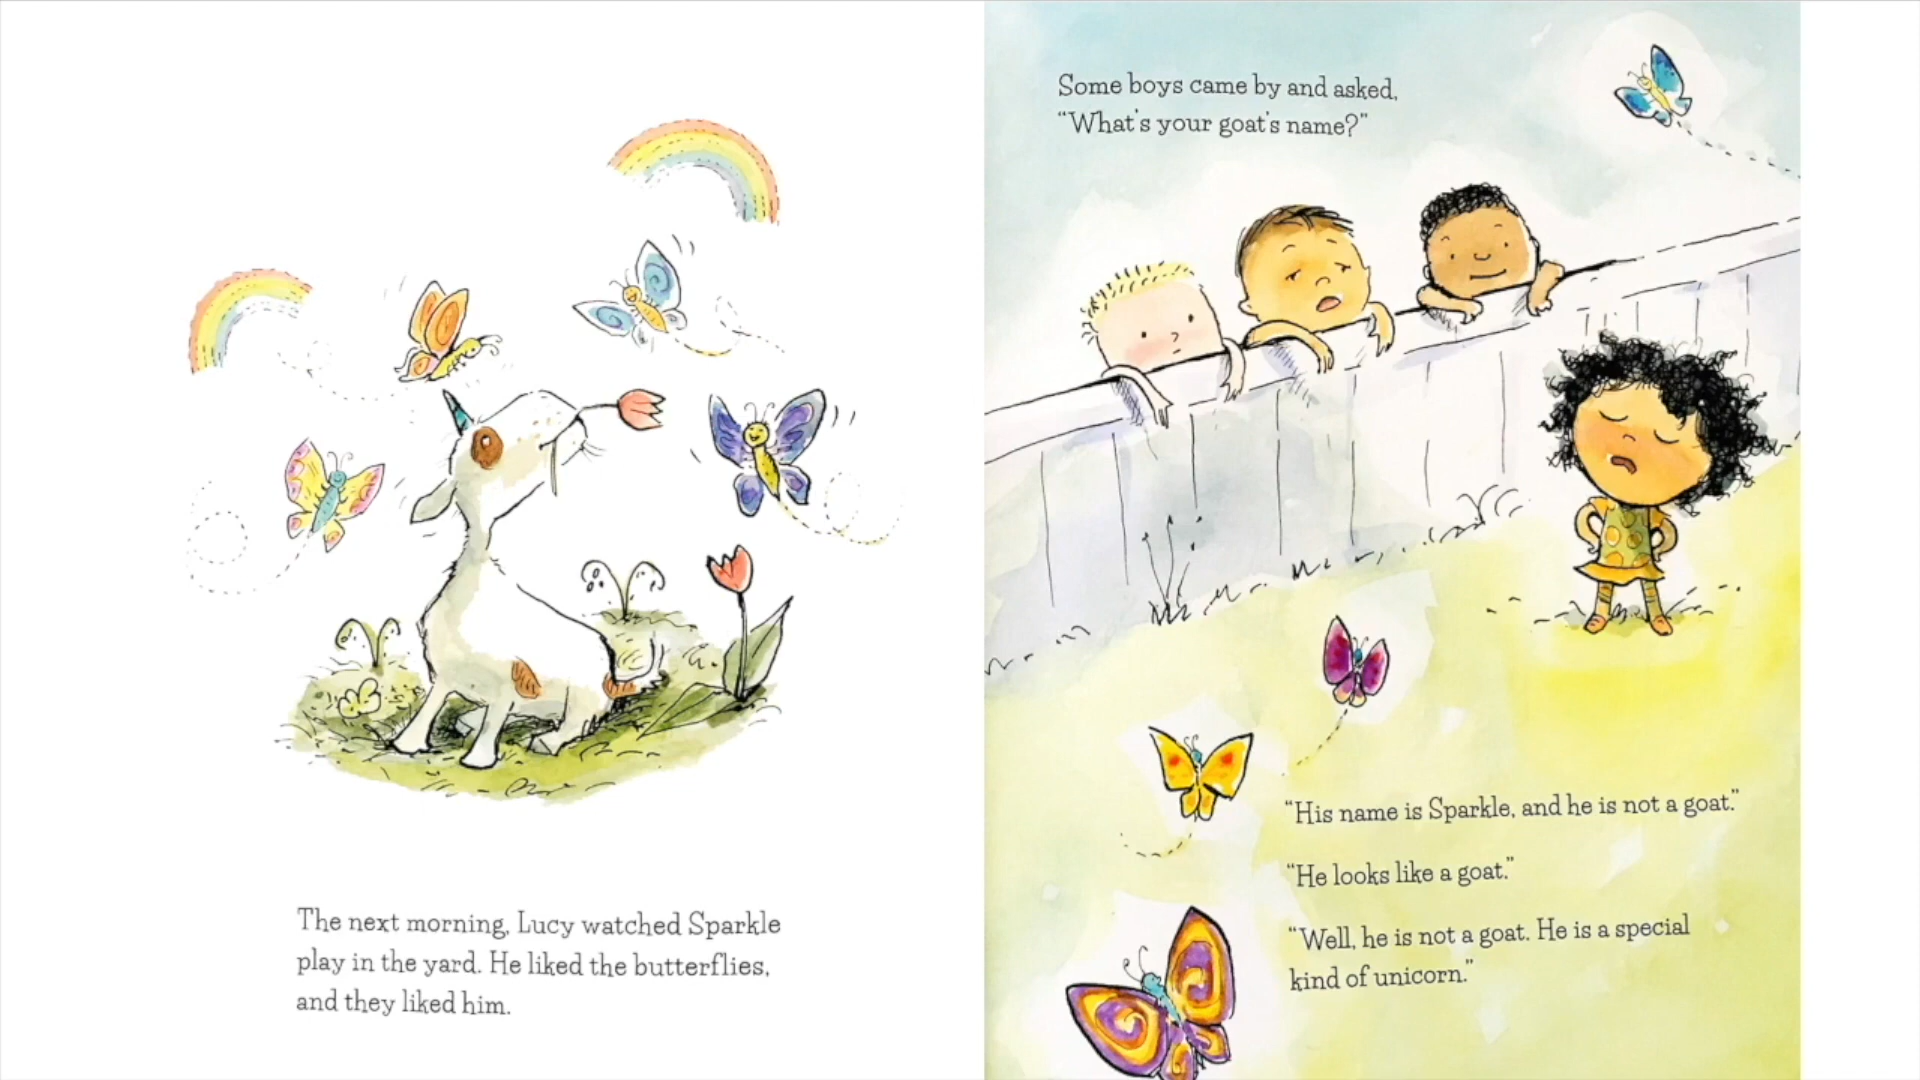 The next morning, Lucy watched Sparkle
play in the yard. He liked the butterflies,
and they liked him.
Some boys came by and asked,
“What’s your goat’s name?”
“His name is Sparkle, and he is not a goat.”
“He looks like a goat.”
“Well, he is not a goat. He is a special
kind of unicorn.”